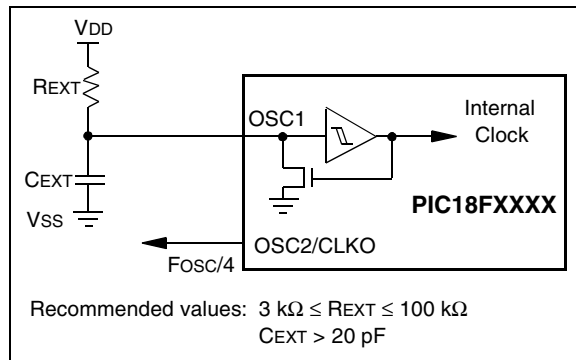 VDD
REXT
OSC1
Internal
Clock
CEXT
PIC18FXXXX
VSS
OSC2/CLKO
FOSC/4
Recommended values: 3 kΩ ≤ REXT ≤ 100 kΩ
CEXT > 20 pF